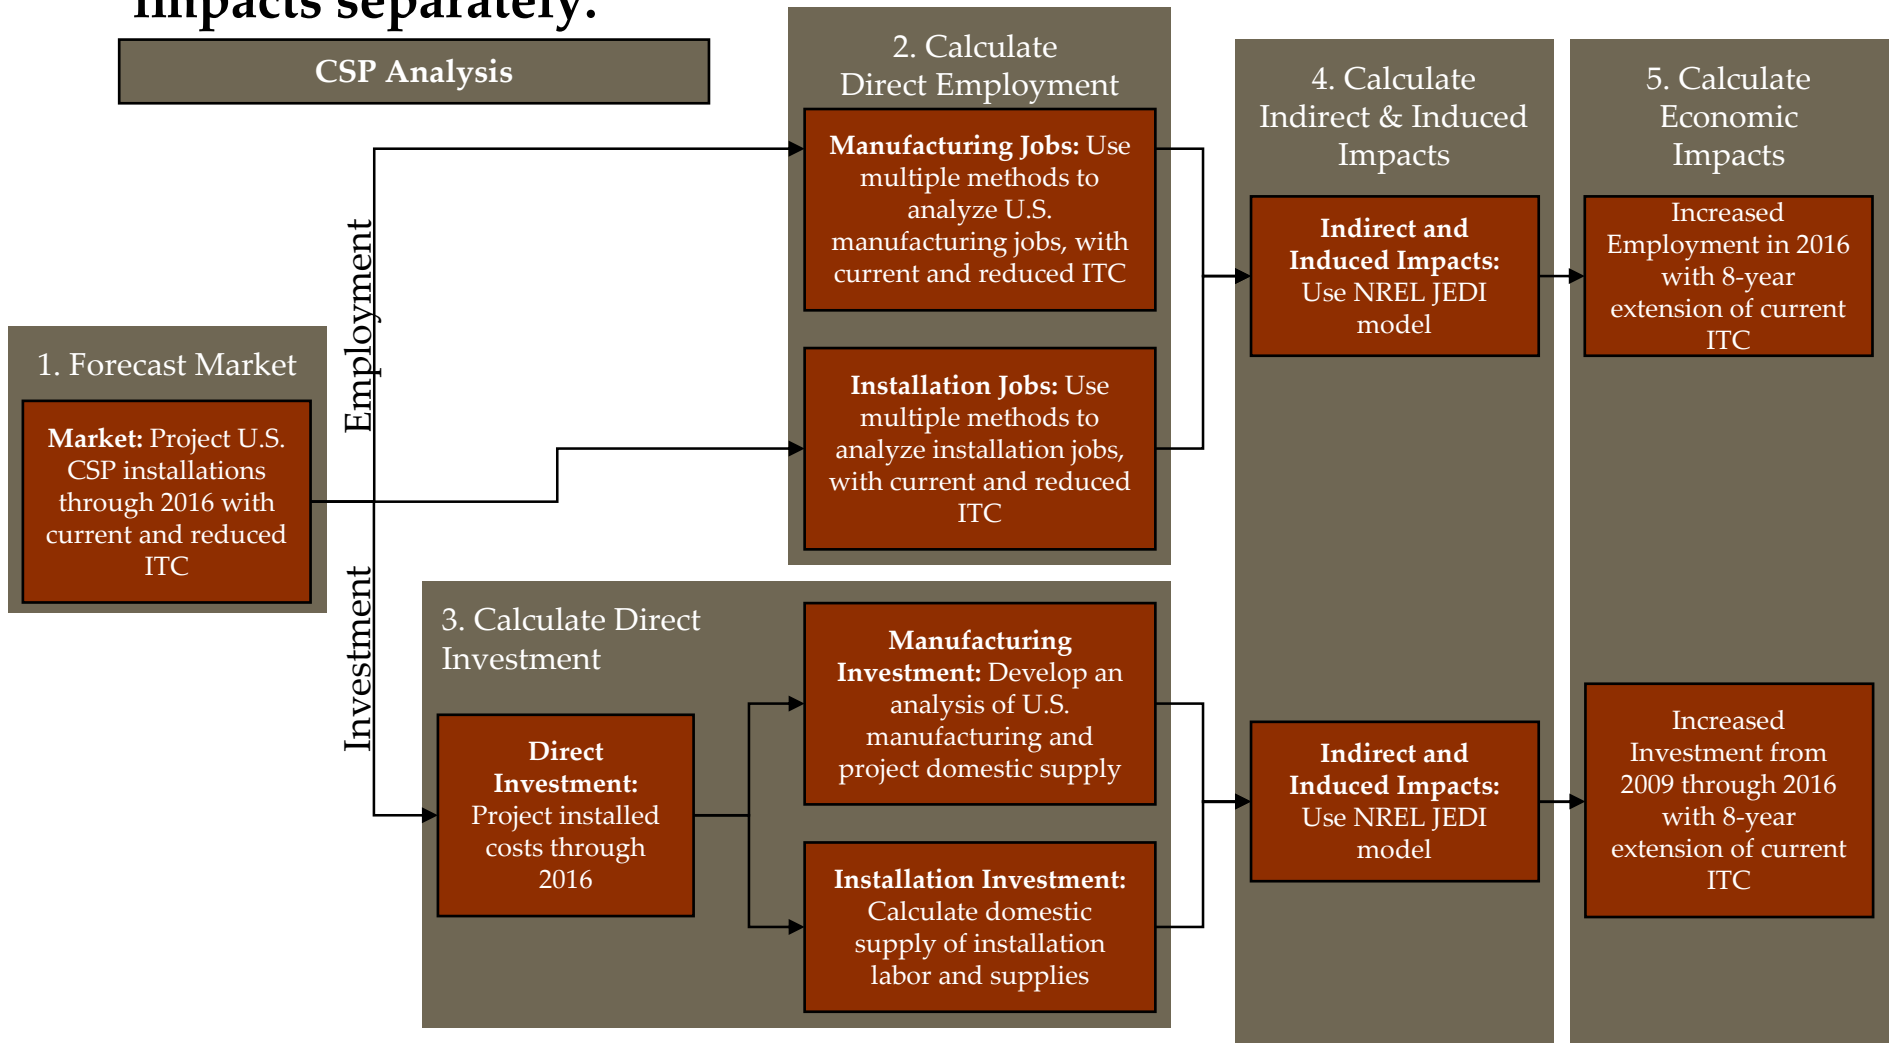 impacts separately.
CSP Analysis
1. Forecast Market
Market: Project U.S.
CSP installations
through 2016 with
current and reduced
ITC
Employment
Investment
2. Calculate
Direct Employment
Manufacturing Jobs: Use
multiple methods to
analyze U.S.
manufacturing jobs, with
current and reduced ITC
Installation Jobs: Use
multiple methods to
analyze installation jobs,
with current and reduced
ITC
3. Calculate Direct
Investment
Direct
Investment:
Project installed
costs through
2016
Manufacturing
Investment: Develop an
analysis of U.S.
manufacturing and
project domestic supply
Installation Investment:
Calculate domestic
supply of installation
labor and supplies
4. Calculate
Indirect & Induced
Impacts
Indirect and
Induced Impacts:
Use NREL JEDI
model
Indirect and
Induced Impacts:
Use NREL JEDI
model
5. Calculate
Economic
Impacts
Increased
Employment in 2016
with 8-year
extension of current
ITC
Increased
Investment from
2009 through 2016
with 8-year
extension of current
ITC